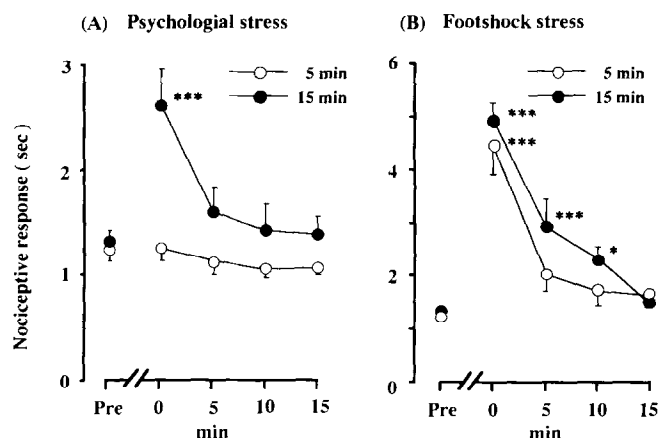 (A) Psychologial stress
(B) Footshock stress
Nociceptive response ( sec )
3
2
1
0
5 min
15 min
***
Pre
0
5
10
15
min
6
4
2
0
5 min
15 min
***
***
***
*
Pre
0
5
10
15
min